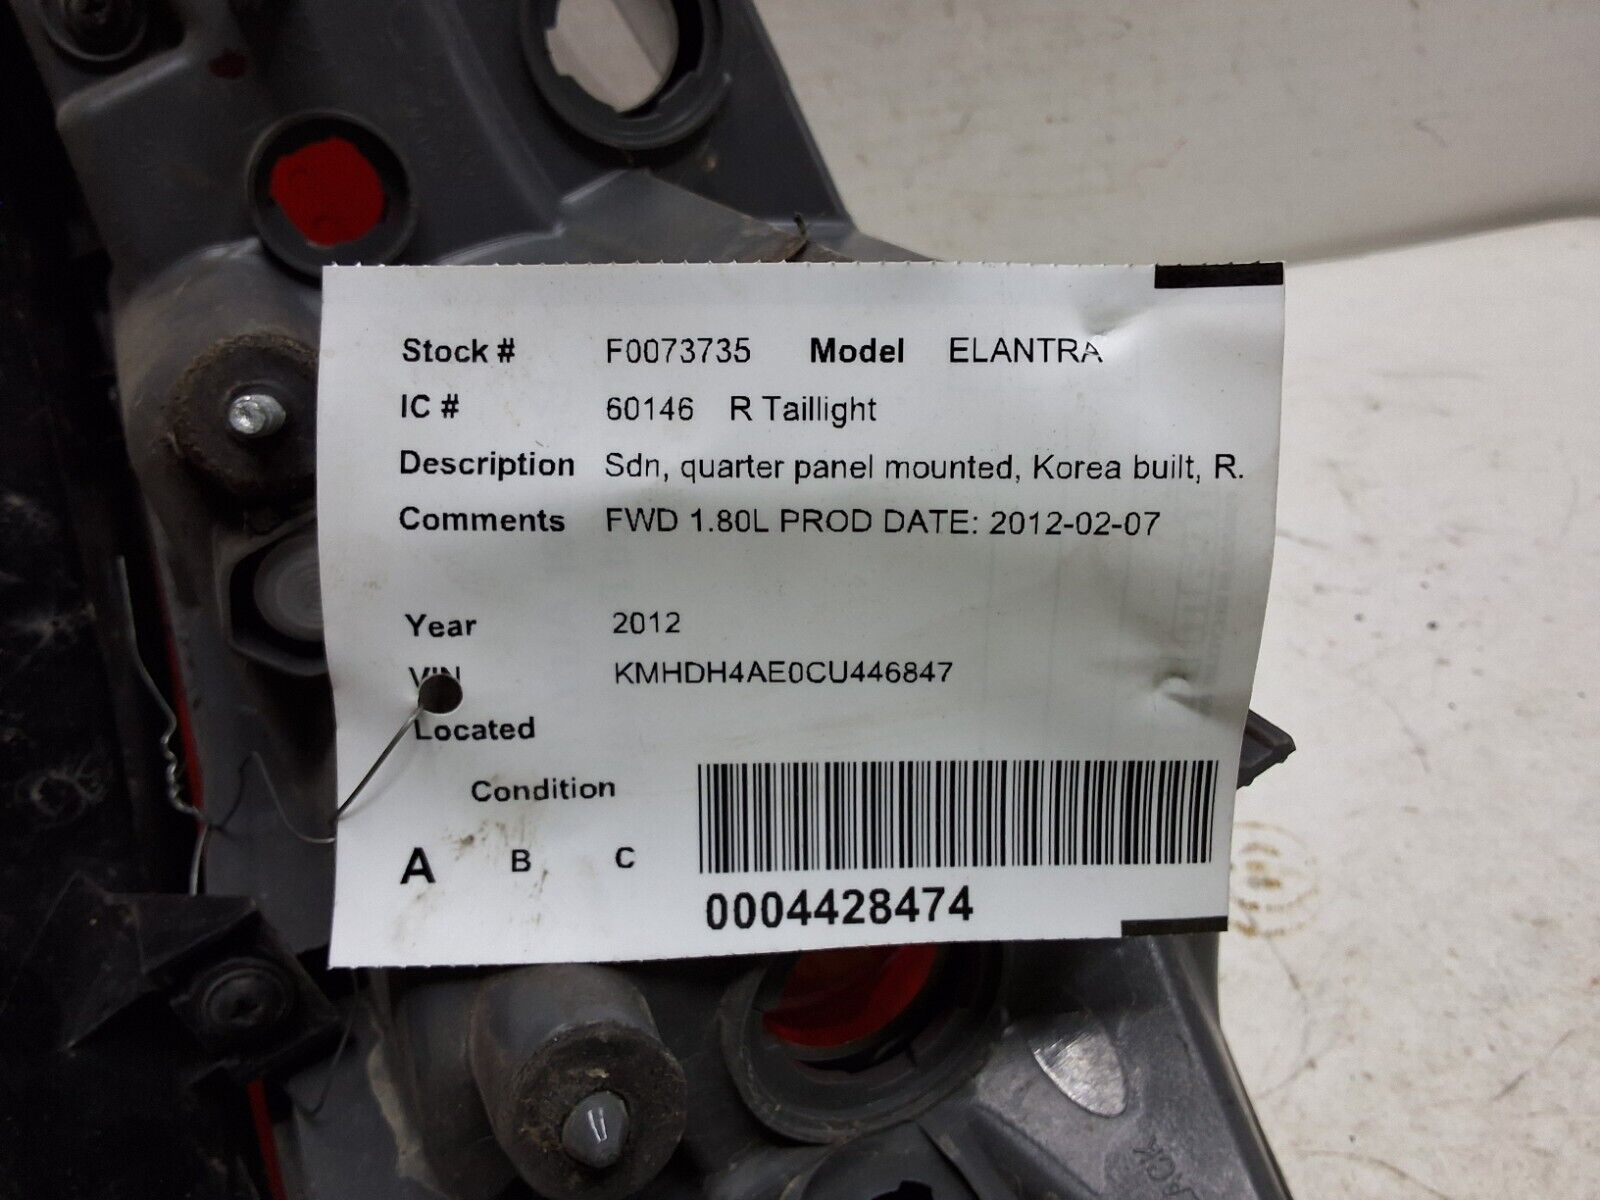 Stock # F0073735 Model ELANTRA
IC # 60146 R Taillight
Description Sdn, quarter panel mounted, Korea built, R.
Comments FWD 1.80L PROD DATE: 2012-02-07
Year 2012
VIN KMHDH4AE0CU446847
Located
Condition
A B C
0004428474